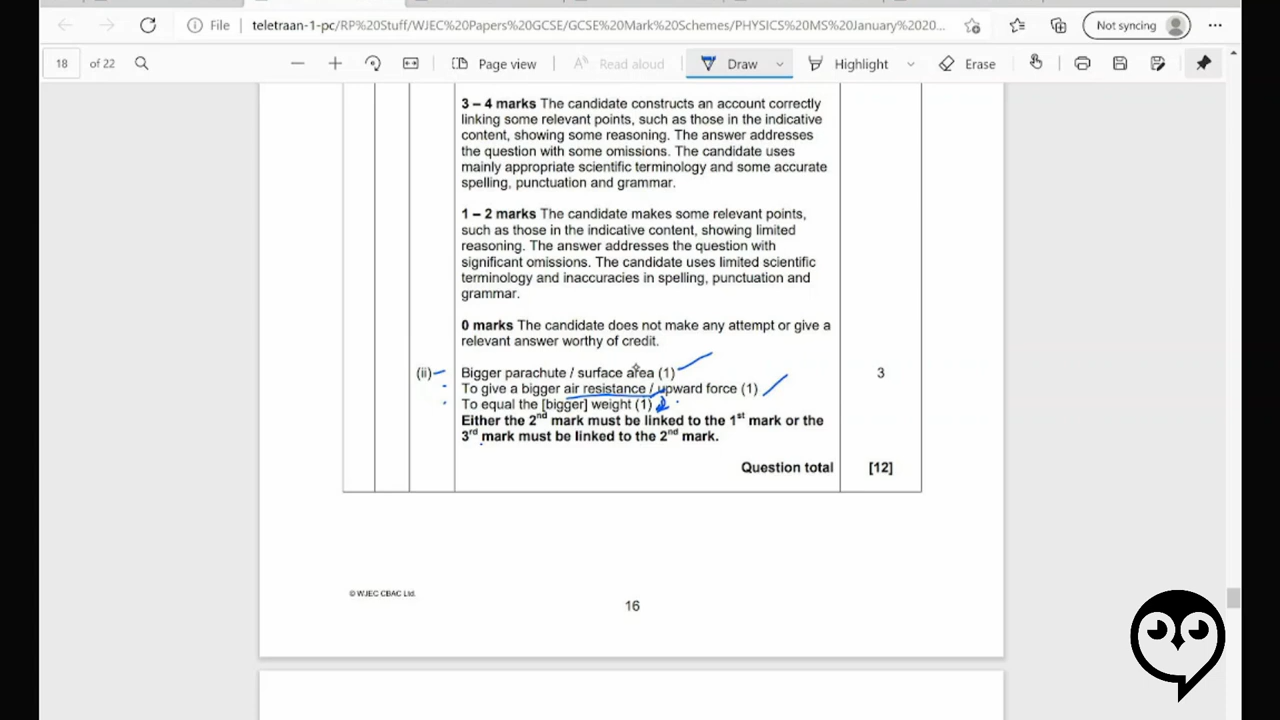 File
teletraan-1-pc/RP%20Stuff/WJEC%20Papers%20GCSE/GCSE%20Mark%20Schemes/PHYSICS%20MS%20January%2020...
Not syncing
18 of 22
Page view
Read aloud
Draw
Highlight
Erase
3 – 4 marks The candidate constructs an account correctly
linking some relevant points, such as those in the indicative
content, showing some reasoning. The answer addresses
the question with some omissions. The candidate uses
mainly appropriate scientific terminology and some accurate
spelling, punctuation and grammar.
1 – 2 marks The candidate makes some relevant points,
such as those in the indicative content, showing limited
reasoning. The answer addresses the question with
significant omissions. The candidate uses limited scientific
terminology and inaccuracies in spelling, punctuation and
grammar.
0 marks The candidate does not make any attempt or give a
relevant answer worthy of credit.
(ii) Bigger parachute / surface area (1) 3
To give a bigger air resistance / upward force (1)
To equal the [bigger] weight (1)
Either the 2nd mark must be linked to the 1st mark or the
3rd mark must be linked to the 2nd mark.
Question total [12]
© WJEC CBAC Ltd.
16